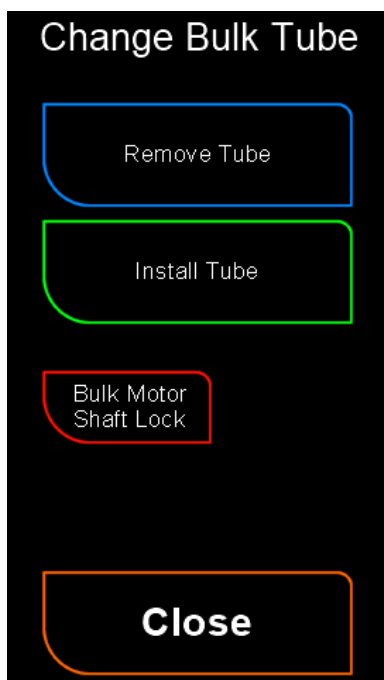 Change Bulk Tube
Remove Tube
Install Tube
Bulk Motor
Shaft Lock
Close